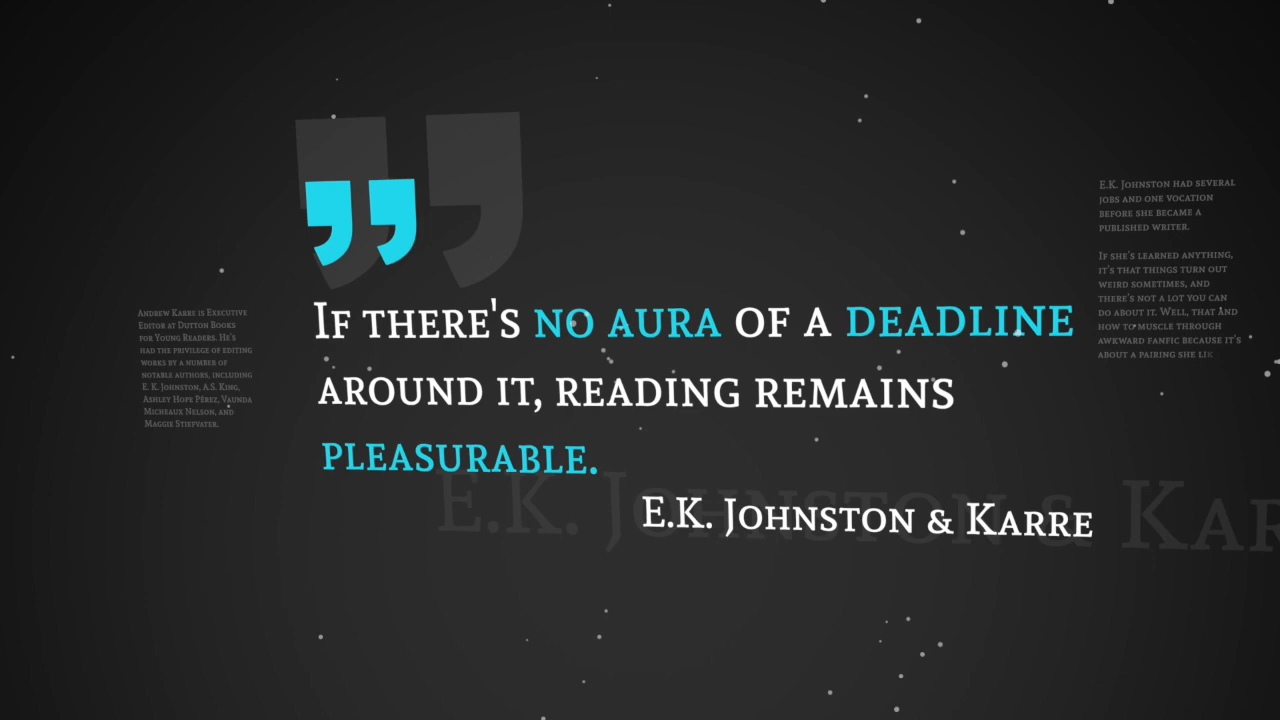 If there's no aura of a deadline
around it, reading remains
pleasurable.
E.K. Johnston & Karre
E.K. Johnston & Kar
Andrew Karre is Executive
Editor at Dutton Books
for Young Readers. He's
had the privilege of editing
works by a number of
notable authors, including
E. K. Johnston, A.S. King,
Ashley Hope Pérez, Vaunda
Micheaux Nelson, and
Maggie Stiefvater.
E.K. Johnston had several
jobs and one vocation
before she became a
published writer.
If she's learned anything,
it's that things turn out
weird sometimes, and
there's not a lot you can
do about it. Well, that and
how to muscle through
awkward fanfic because it's
about a pairing she lik